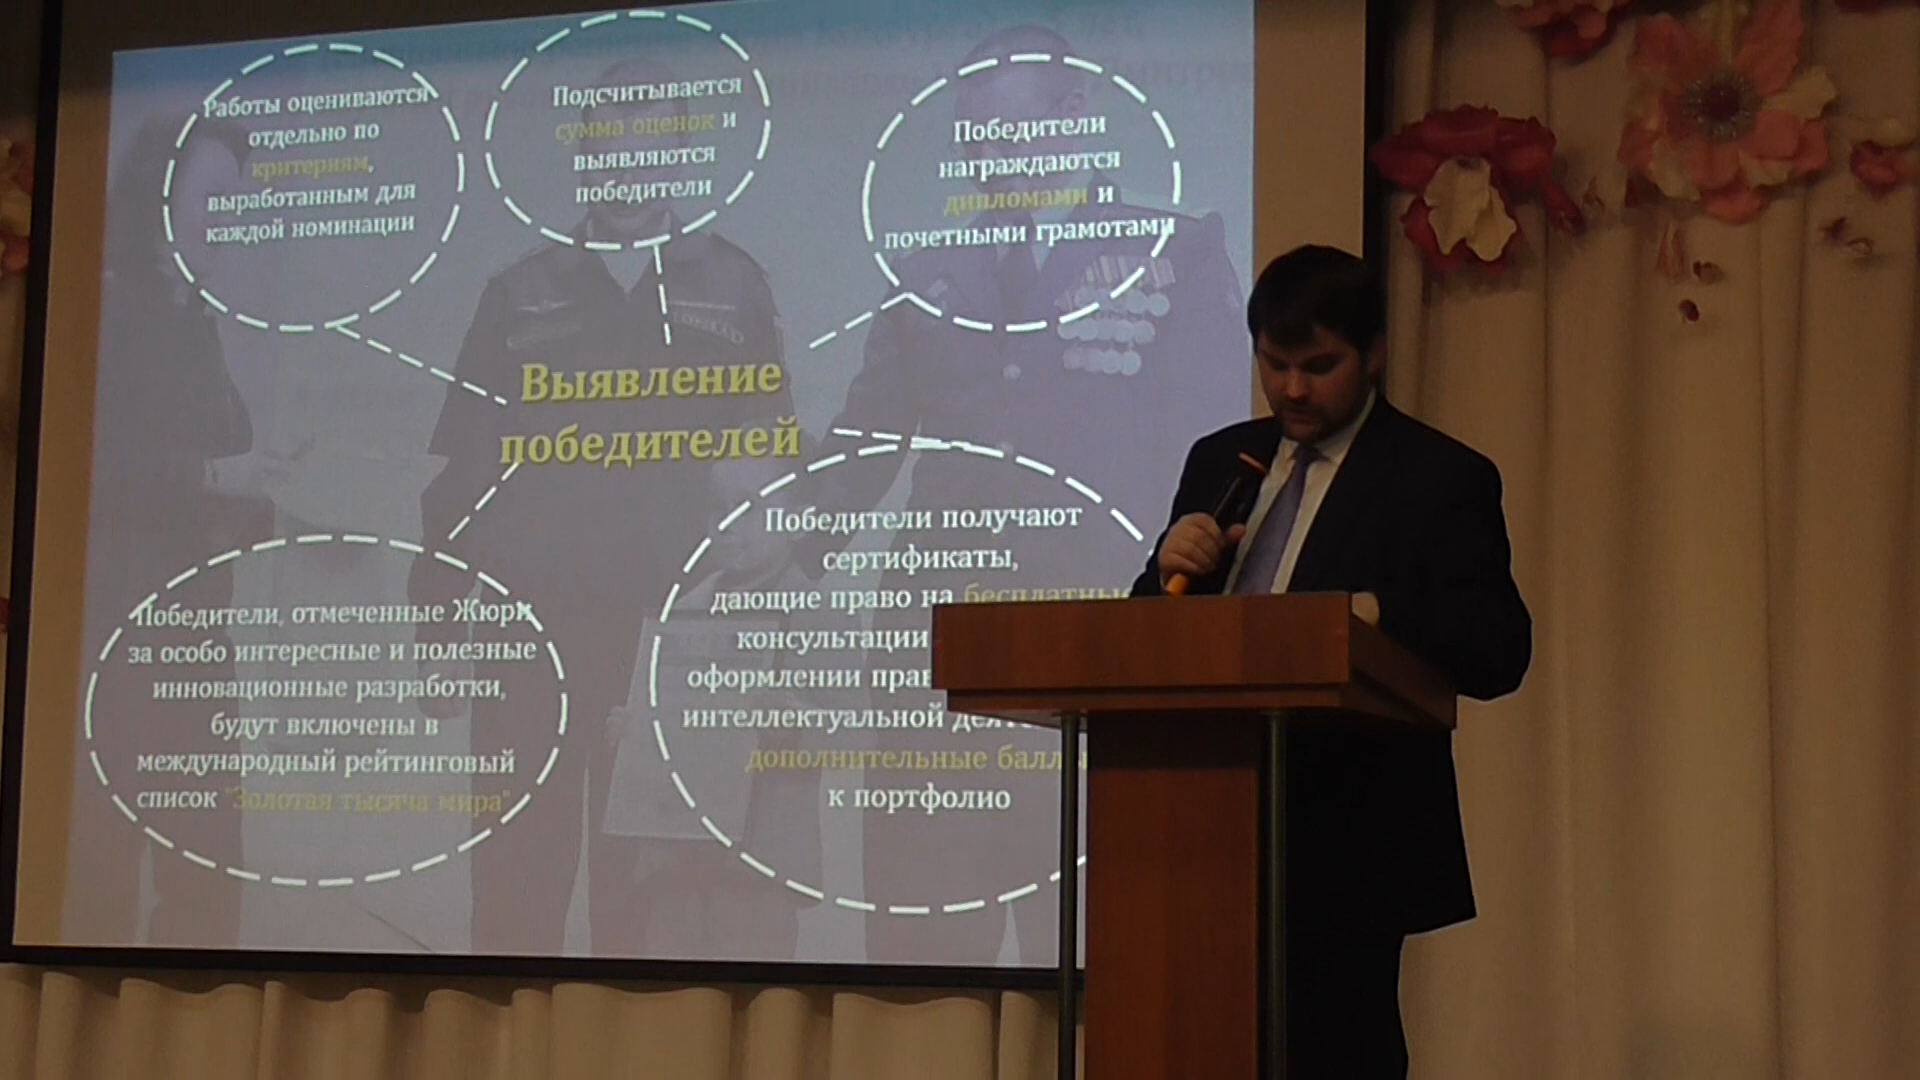 Работы оцениваются
отдельно по
критериям,
выработанным для
каждой номинации
Подсчитывается
сумма оценок и
выявляются
победители
Победители
награждаются
дипломами и
почетными грамотами
Выявление
победителей
Победители, отмеченные Жюри
за особо интересные и полезные
инновационные разработки,
будут включены в
международный рейтинговый
список "Золотая тысяча мира"
Победители получают
сертификаты,
дающие право на бесплатные
консультации
оформлении
интеллектуальной
дополнительные баллы
к портфолио